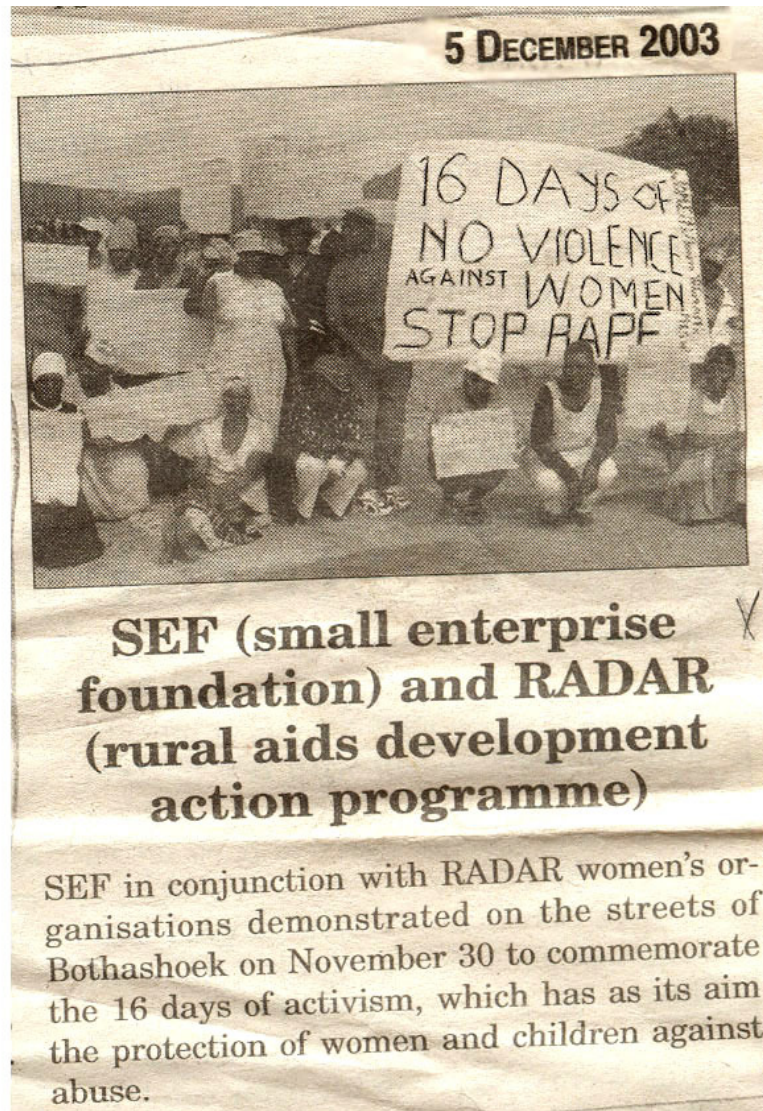 5 DECEMBER 2003
16 DAYS OF
NO VIOLENCE
AGAINST WOMEN
STOP RAPE
SEF (small enterprise
foundation) and RADAR
(rural aids development
action programme)
SEF in conjunction with RADAR women's or-
ganisations demonstrated on the streets of
Bothashoek on November 30 to commemorate
the 16 days of activism, which has as its aim
the protection of women and children against
abuse.